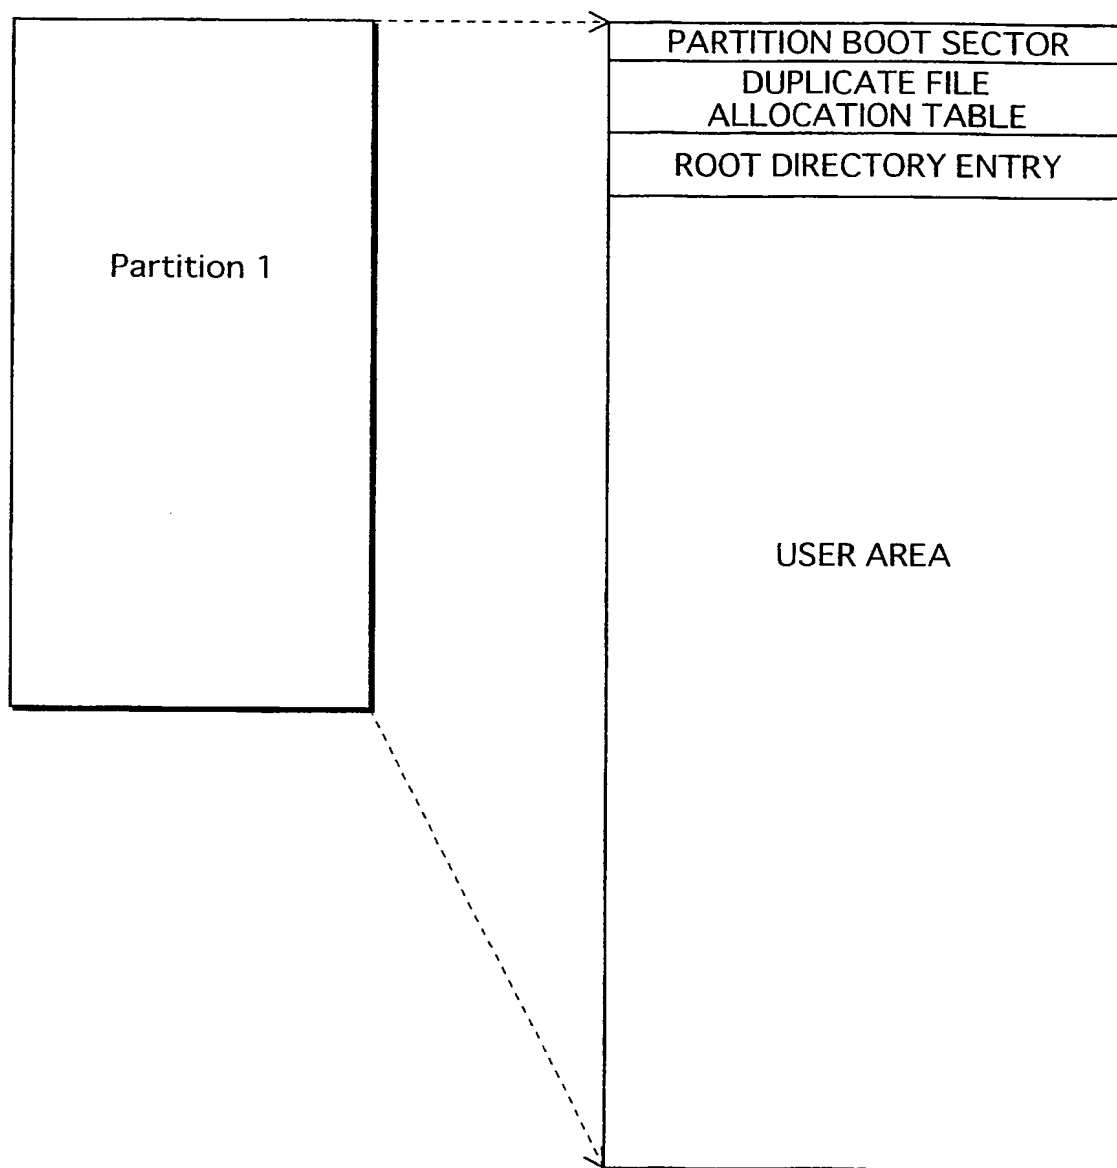 PARTITION BOOT SECTOR
DUPLICATE FILE
ALLOCATION TABLE
ROOT DIRECTORY ENTRY
Partition 1
USER AREA